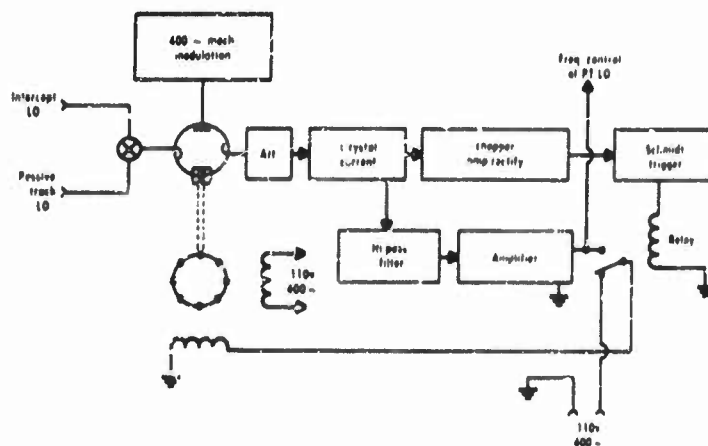 400 ~ mech
modulation
Intercept
LO
Passive
track
LO
Freq control
of PT LO
Att
Crystal
current
Chopper
amp rectify
Schmidt
trigger
Hi pass
filter
Amplifier
Relay
110v
400 ~
110v
400 ~